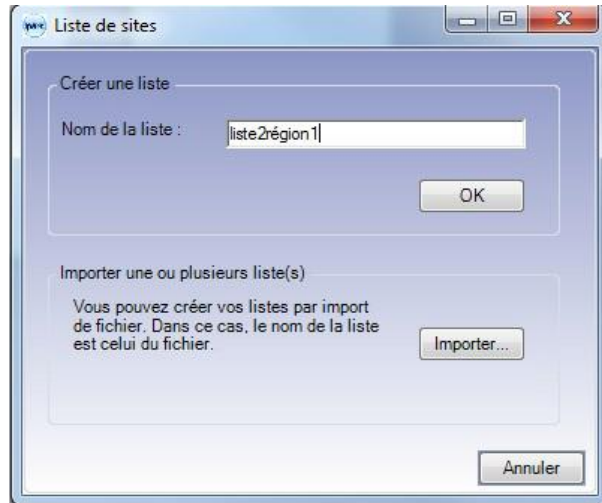 Liste de sites
Créer une liste
Nom de la liste :
liste2région1
OK
Importer une ou plusieurs liste(s)
Vous pouvez créer vos listes par import
de fichier. Dans ce cas, le nom de la liste
est celui du fichier.
Importer...
Annuler